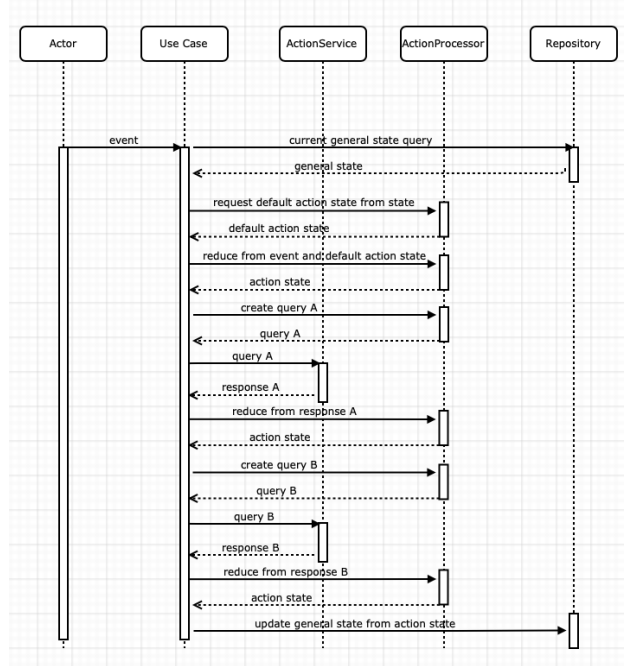 Actor
Use Case
ActionService
ActionProcessor
Repository
event
current general state query
general state
request default action state from state
default action state
reduce from event and default action state
action state
create query A
query A
query A
response A
reduce from response A
action state
create query B
query B
query B
response B
reduce from response B
action state
update general state from action state